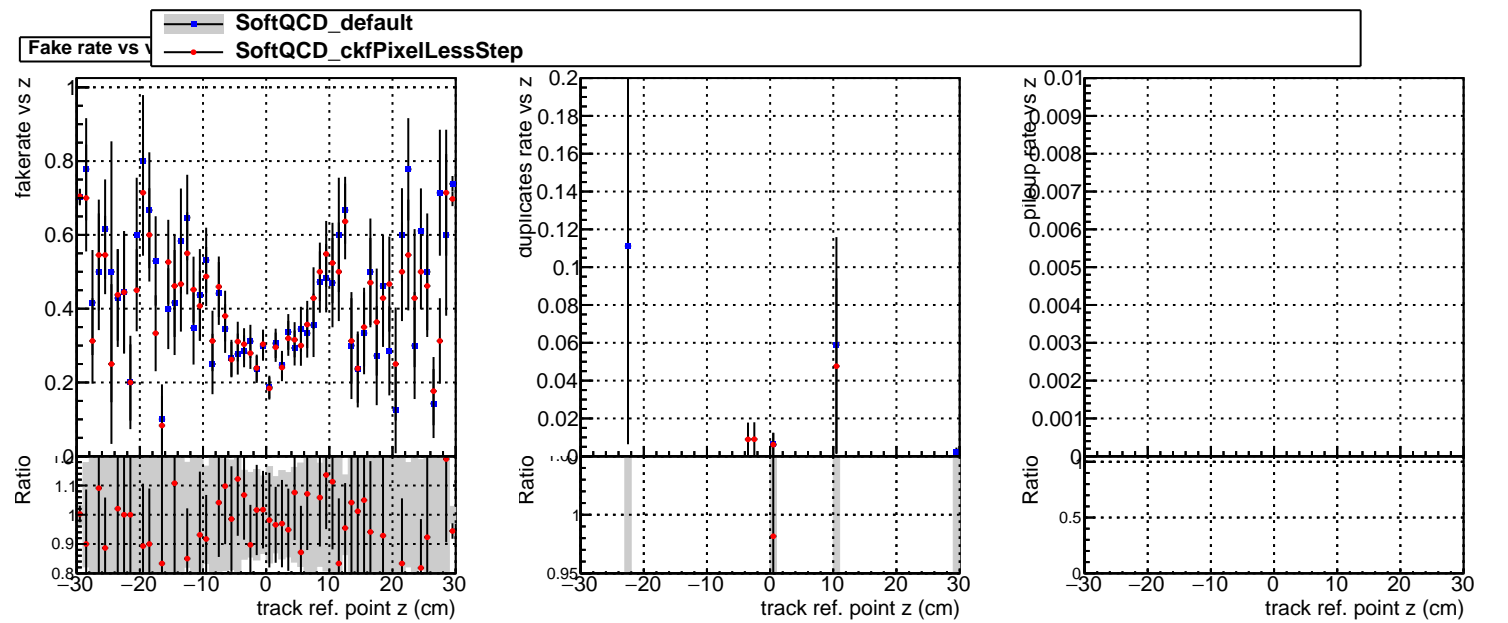 SoftQCD_default
SoftQCD_ckfPixelLessStep
Fake rate vs
fakerate vs z
1
0.8
0.6
0.4
0.2
0
Ratio
1.1
1
0.9
0.8
−30 −20 −10 0 10 20 30
track ref. point z (cm)
duplicates rate vs z
0.2
0.18
0.16
0.14
0.12
0.1
0.08
0.06
0.04
0.02
0
Ratio
1
0.95
−30 −20 −10 0 10 20 30
track ref. point z (cm)
pileup rate vs z
0.01
0.009
0.008
0.007
0.006
0.005
0.004
0.003
0.002
0.001
0
Ratio
1
0.5
0
−30 −20 −10 0 10 20 30
track ref. point z (cm)